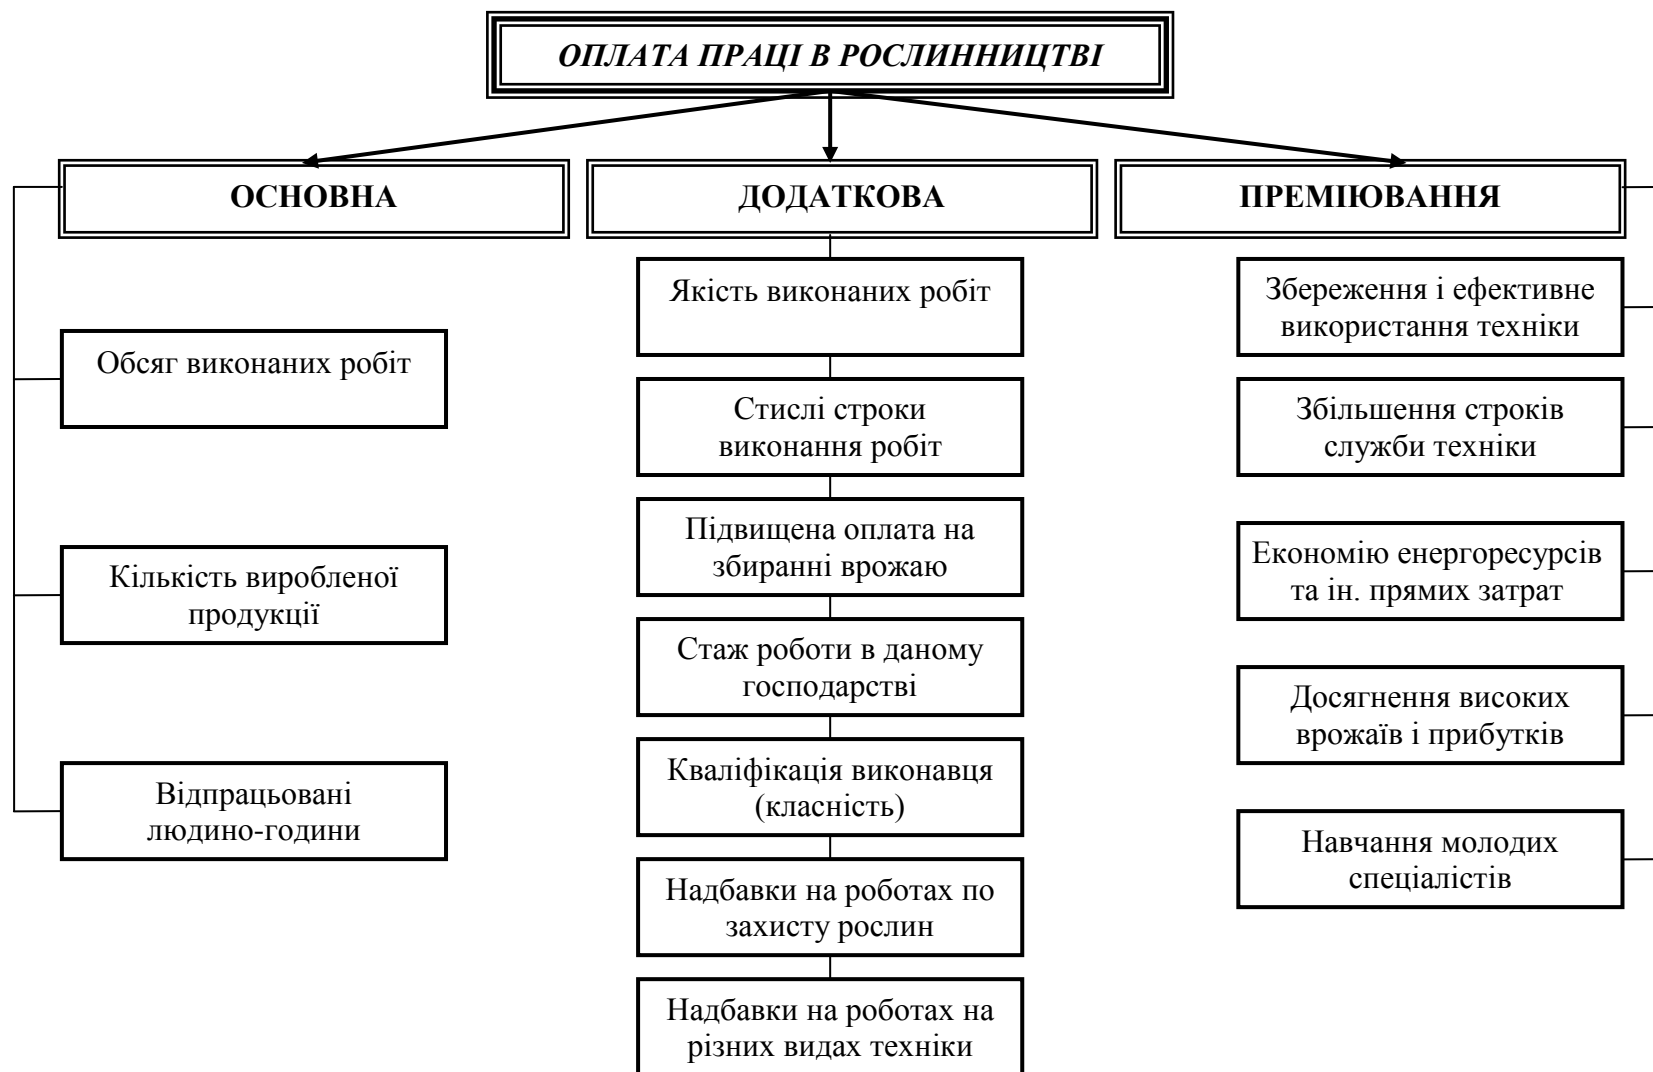 ОПЛАТА ПРАЦІ В РОСЛИННИЦТВІ
ОСНОВНА
Обсяг виконаних робіт
Кількість виробленої
продукції
Відпрацьовані
людино-години
ДОДАТКОВА
Якість виконаних робіт
Стислі строки
виконання робіт
Підвищена оплата на
збиранні врожаю
Стаж роботи в даному
господарстві
Кваліфікація виконавця
(класність)
Надбавки на роботах по
захисту рослин
Надбавки на роботах на
різних видах техніки
ПРЕМІЮВАННЯ
Збереження і ефективне
використання техніки
Збільшення строків
служби техніки
Економію енергоресурсів
та ін. прямих затрат
Досягнення високих
врожаїв і прибутків
Навчання молодих
спеціалістів